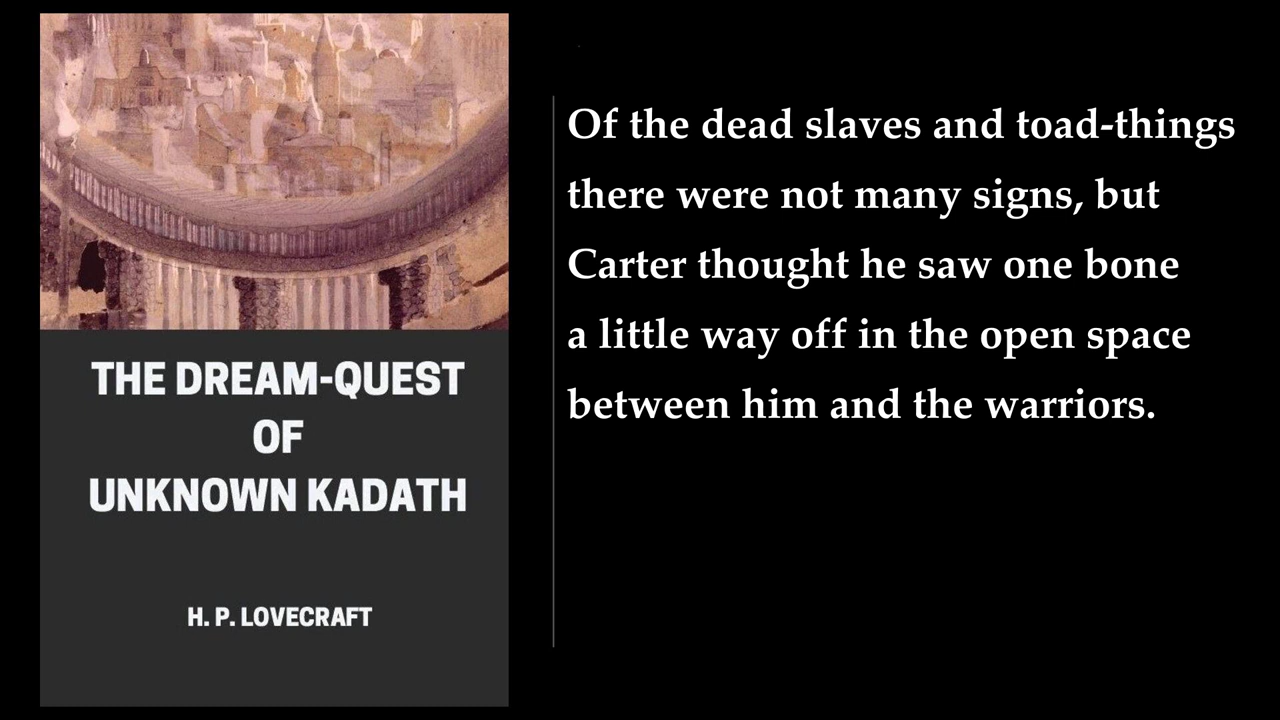 THE DREAM-QUEST
OF
UNKNOWN KADATH
H. P. LOVECRAFT
Of the dead slaves and toad-things
there were not many signs, but
Carter thought he saw one bone
a little way off in the open space
between him and the warriors.